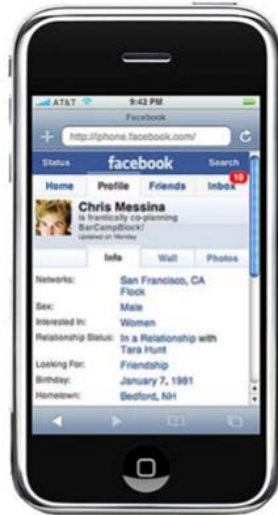 AT&T 9:42 PM
Facebook
http://iphone.facebook.com/
Status facebook Search
Home Profile Friends Inbox 10
Chris Messina
is frantically co-planning
BarCampBlock!
Updated on Monday
Info Wall Photos
Networks: San Francisco, CA
Flock
Sex: Male
Interested In: Women
Relationship Status: In a Relationship with
Tara Hunt
Looking For: Friendship
Birthday: January 7, 1981
Hometown: Bedford, NH